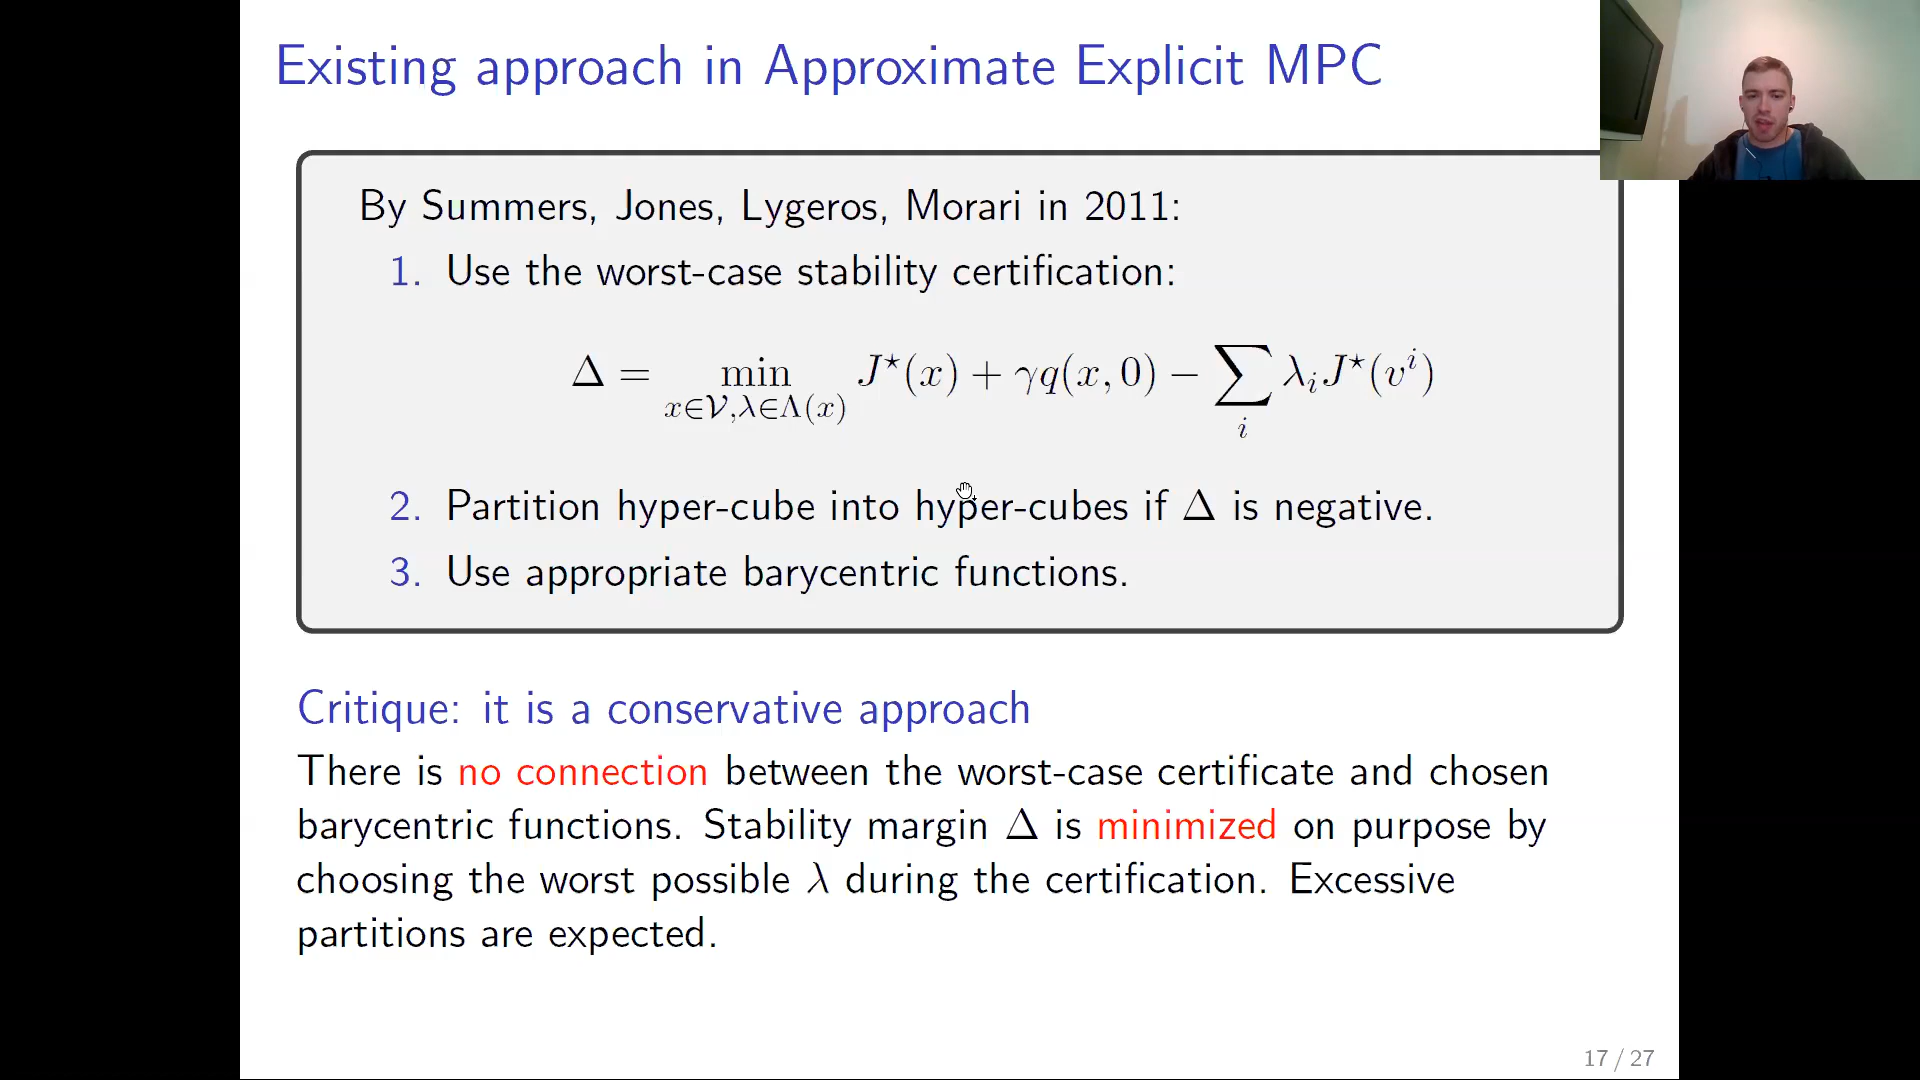 Existing approach in Approximate Explicit MPC
By Summers, Jones, Lygeros, Morari in 2011:
1. Use the worst-case stability certification:
Δ = min_{x∈𝒱,λ∈Λ(x)} J⋆(x) + γq(x, 0) − ∑_i λ_i J⋆(v^i)
2. Partition hyper-cube into hyper-cubes if Δ is negative.
3. Use appropriate barycentric functions.
Critique: it is a conservative approach
There is no connection between the worst-case certificate and chosen
barycentric functions. Stability margin Δ is minimized on purpose by
choosing the worst possible λ during the certification. Excessive
partitions are expected.
17 / 27